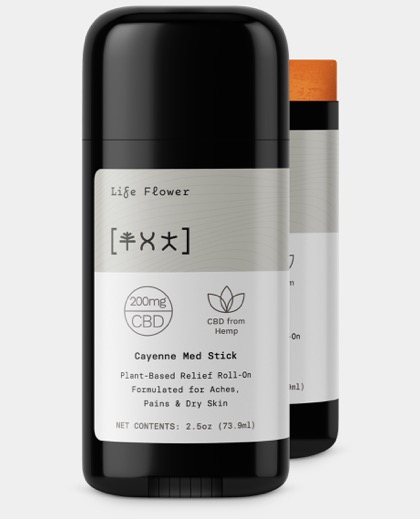 Life Flower
200mg
CBD
CBD from
Hemp
Cayenne Med Stick
Plant-Based Relief Roll-On
Formulated for Aches,
Pains & Dry Skin
NET CONTENTS: 2.5oz (73.9ml)